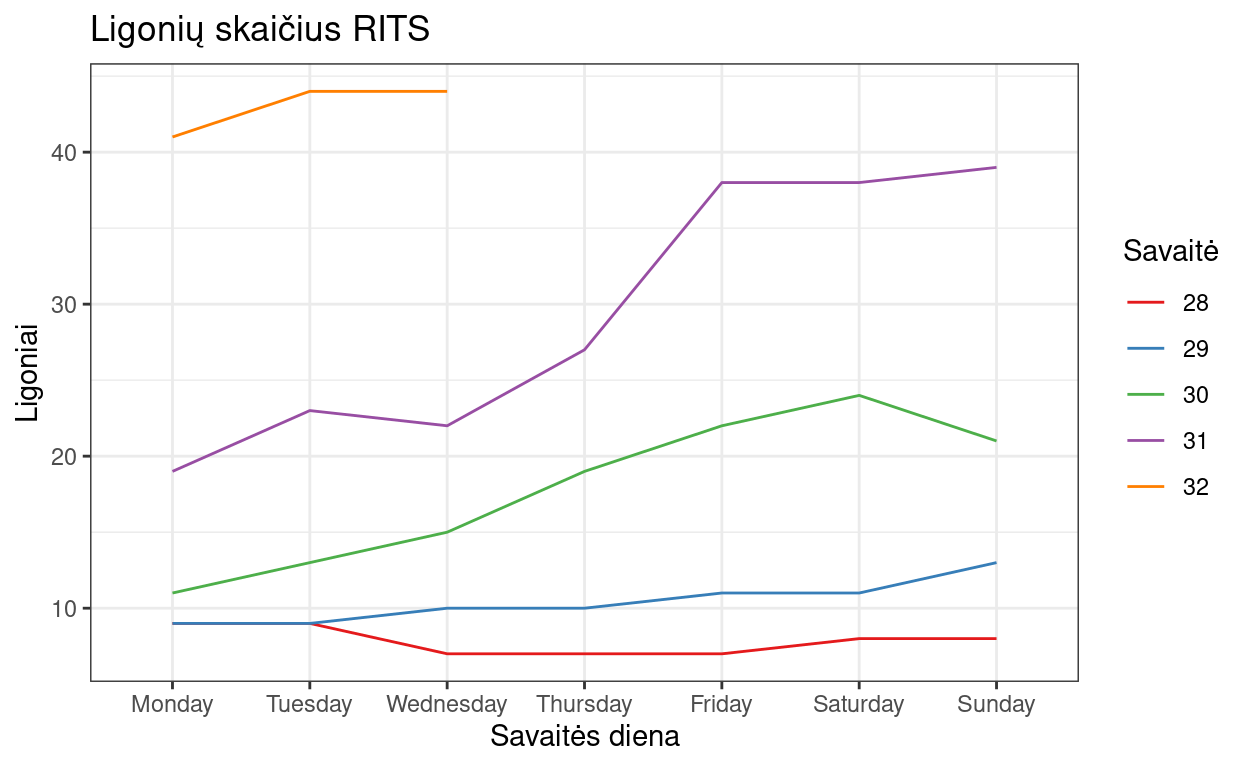 Ligonių skaičius RITS
Ligoniai
40
30
20
10
Monday Tuesday Wednesday Thursday Friday Saturday Sunday
Savaitės diena
Savaitė
28
29
30
31
32